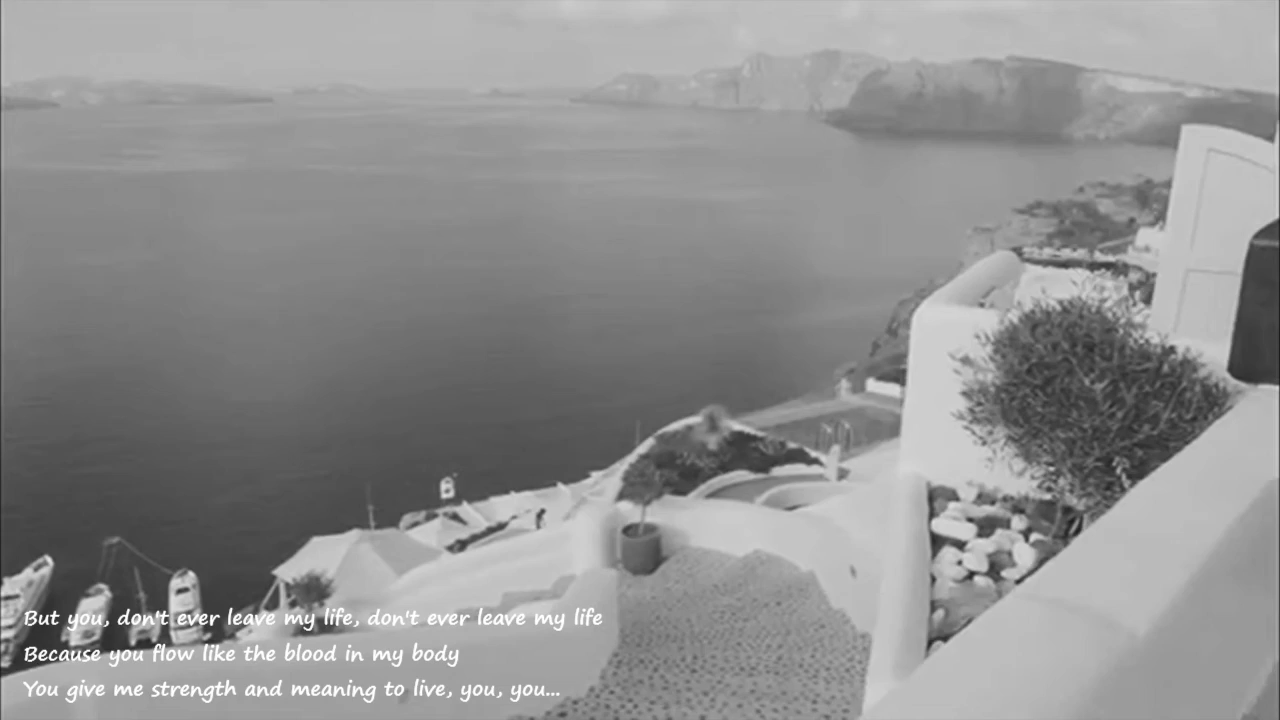 But you, don't ever leave my life, don't ever leave my life
Because you flow like the blood in my body
You give me strength and meaning to live, you, you...